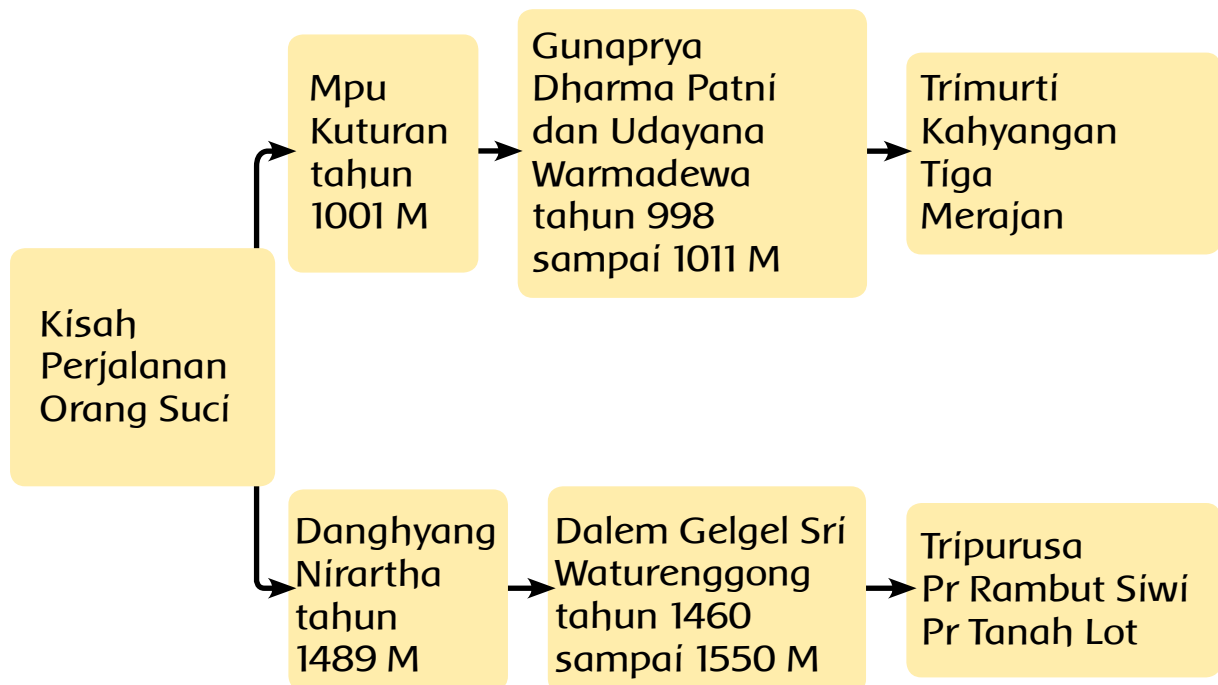 Kisah
Perjalanan
Orang Suci
Mpu
Kuturan
tahun
1001 M
Gunaprya
Dharma Patni
dan Udayana
Warmadewa
tahun 998
sampai 1011 M
Trimurti
Kahyangan
Tiga
Merajan
Danghyang
Nirartha
tahun
1489 M
Dalem Gelgel Sri
Waturenggong
tahun 1460
sampai 1550 M
Tripurusa
Pr Rambut Siwi
Pr Tanah Lot